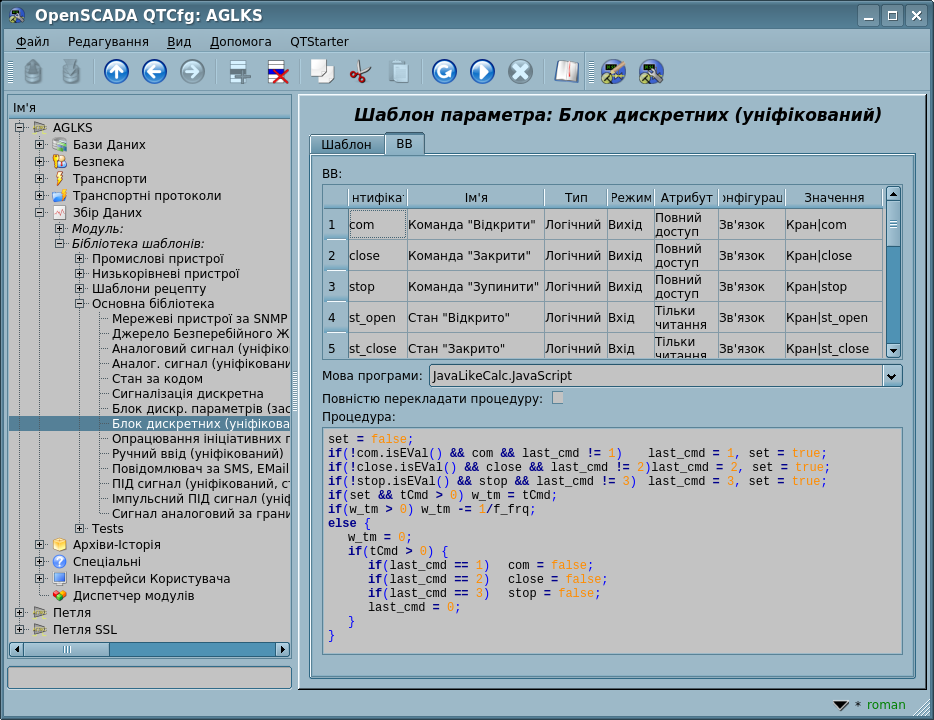 OpenSCADA QTCfg: AGLKS
Файл Редагування Вид Допомога QTStarter
Ім'я
AGLKS
Бази Даних
Безпека
Транспорти
Транспортні протоколи
Збір Даних
Модуль:
Бібліотека шаблонів:
Промислові пристрої
Низькорівневі пристрої
Шаблони рецепту
Основна бібліотека
Мережеві пристрої за SNMP
Джерело Безперебійного Ж
Аналоговий сигнал (уніфіко
Аналог. сигнал (уніфіковани
Стан за кодом
Сигналізація дискретна
Блок дискр. параметрів (зас
Блок дискретних (уніфікова
Опрацювання ініціативних п
Ручний ввід (уніфікований)
Повідомлювач за SMS, EMail
ПІД сигнал (уніфікований, ст
Імпульсний ПІД сигнал (уніф
Сигнал аналоговий за грани
Tests
Архіви-Історія
Спеціальні
Інтерфейси Користувача
Диспетчер модулів
Петля
Петля SSL
Шаблон параметра: Блок дискретних (уніфікований)
Шаблон ВВ
ВВ:
нтифікат Ім'я Тип Режим Атрибут онфігурац Значення
1 com Команда "Відкрити" Логічний Вихід Повний доступ Зв'язок Кран|com
2 close Команда "Закрити" Логічний Вихід Повний доступ Зв'язок Кран|close
3 stop Команда "Зупинити" Логічний Вихід Повний доступ Зв'язок Кран|stop
4 st_open Стан "Відкрито" Логічний Вхід Тільки читання Зв'язок Кран|st_open
5 st_close Стан "Закрито" Логічний Вхід Тільки читання Зв'язок Кран|st_close
Мова програми: JavaLikeCalc.JavaScript
Повністю перекладати процедуру:
Процедура:
set = false;
if(!com.isEVal() && com && last_cmd != 1) last_cmd = 1, set = true;
if(!close.isEVal() && close && last_cmd != 2)last_cmd = 2, set = true;
if(!stop.isEVal() && stop && last_cmd != 3) last_cmd = 3, set = true;
if(set && tCmd > 0) w_tm = tCmd;
if(w_tm > 0) w_tm -= 1/f_frq;
else {
w_tm = 0;
if(tCmd > 0) {
if(last_cmd == 1) com = false;
if(last_cmd == 2) close = false;
if(last_cmd == 3) stop = false;
last_cmd = 0;
}
}
* roman